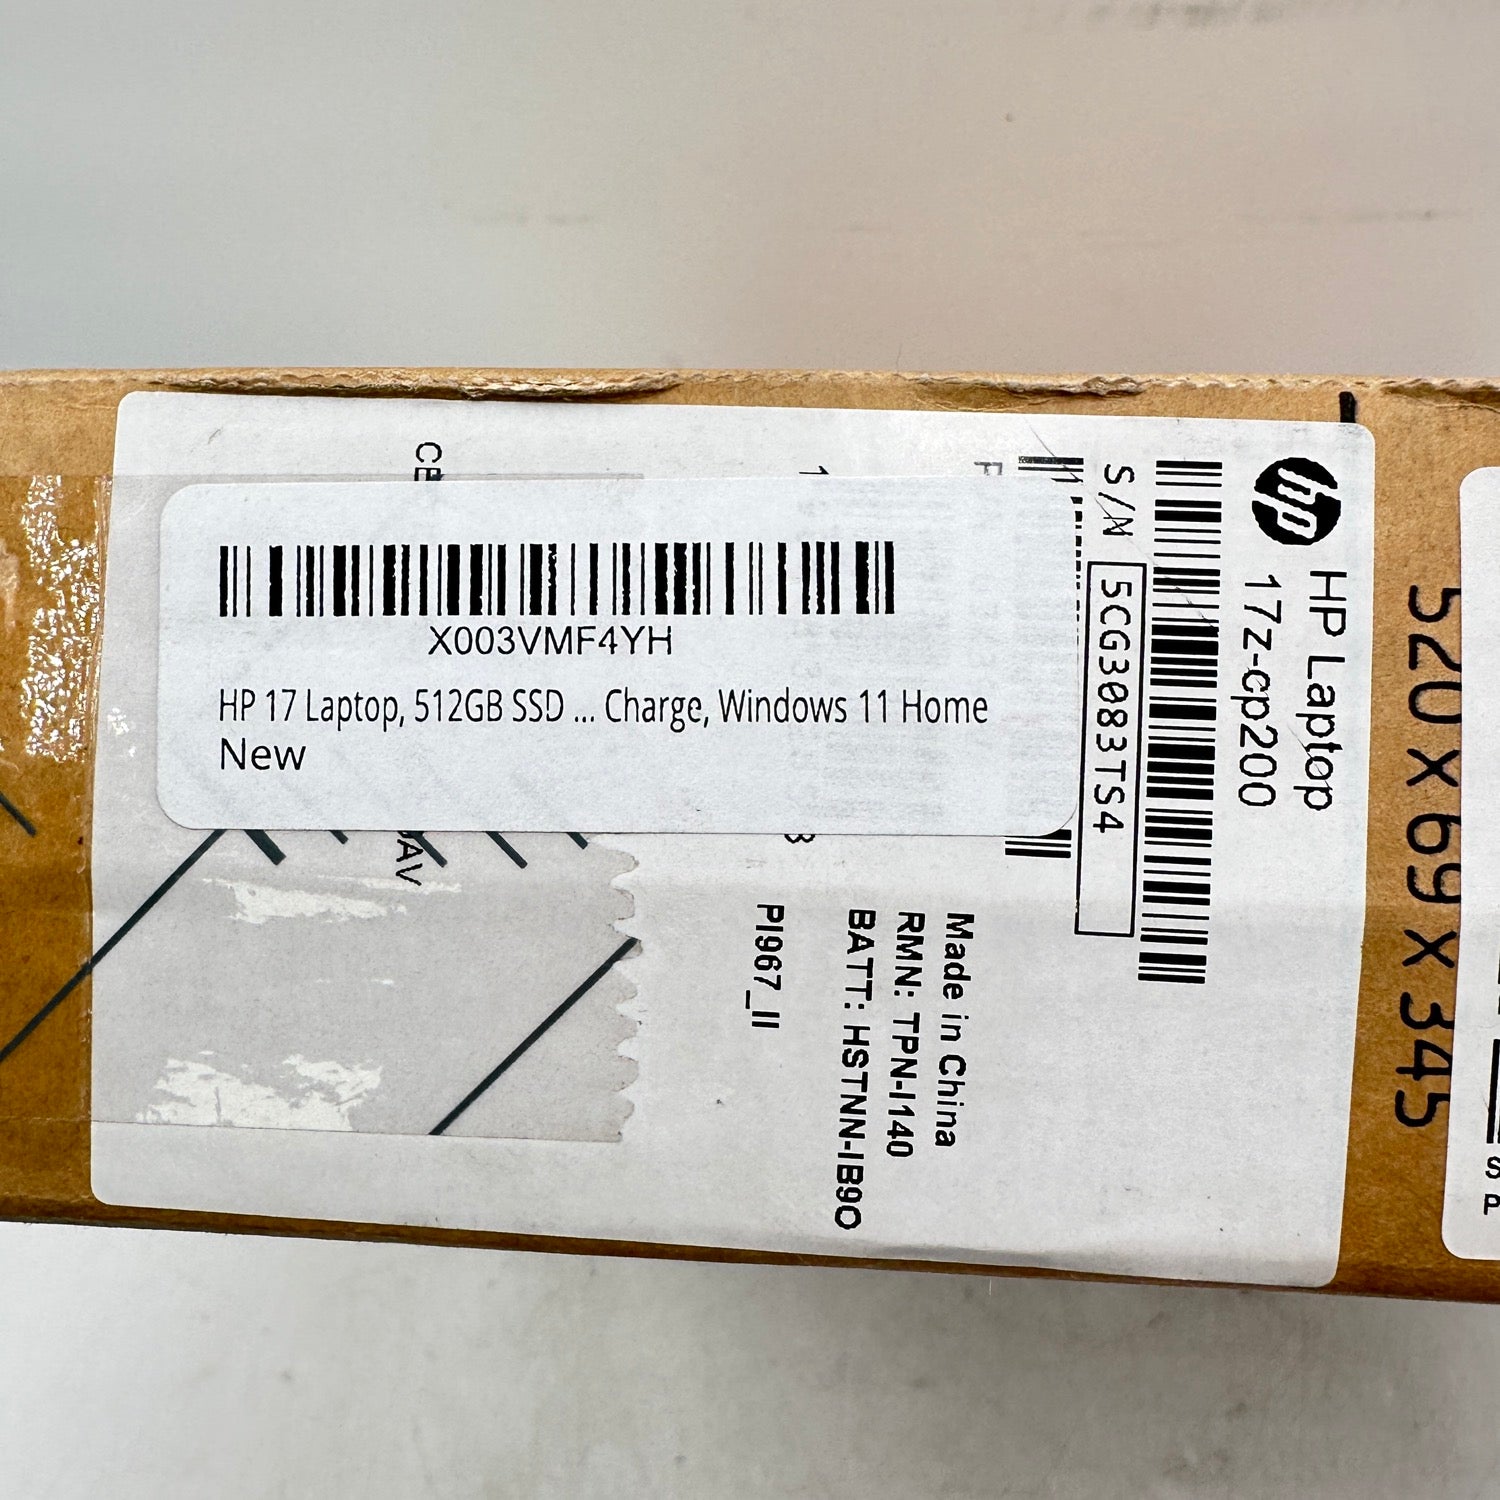 X003VMF4YH
HP 17 Laptop, 512GB SSD ... Charge, Windows 11 Home
New
hp
HP Laptop
17z-cp200
S/N 5CG3083TS4
Made in China
RMN: TPN-I140
BATT: HSTNN-IB9O
PI967_II
520 x 69 x 345